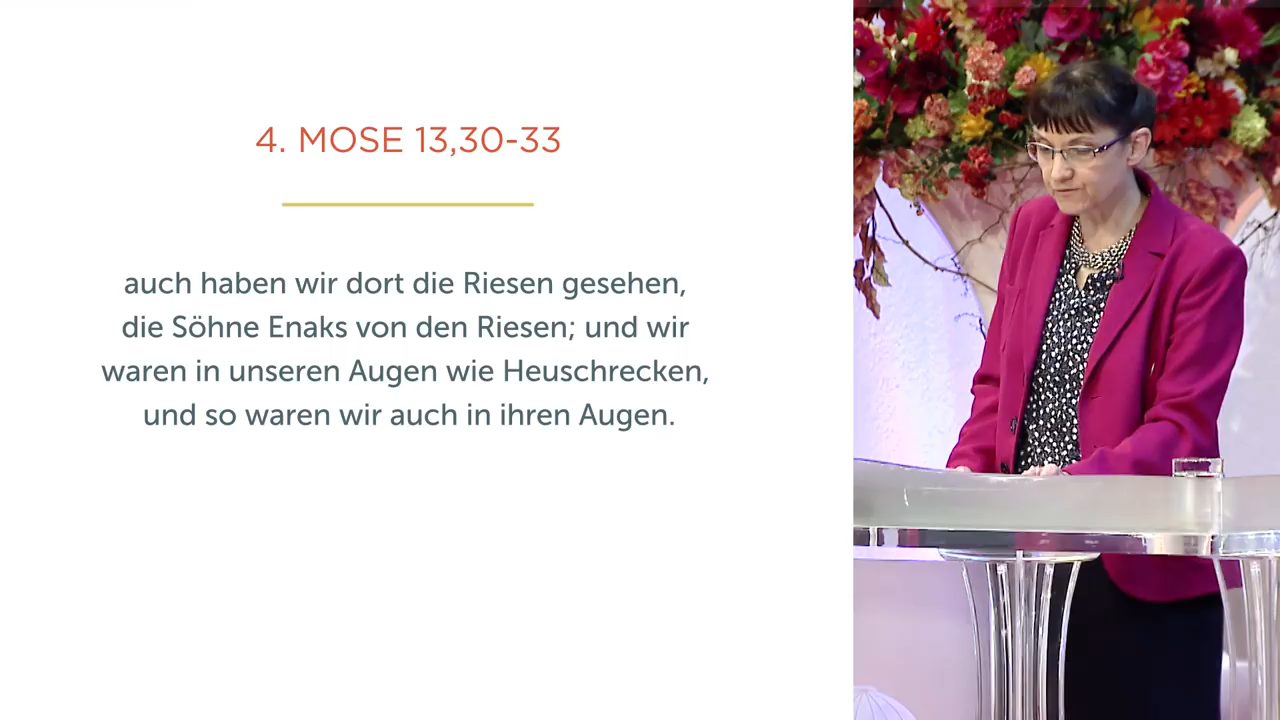 4. MOSE 13,30-33
auch haben wir dort die Riesen gesehen,
die Söhne Enaks von den Riesen; und wir
waren in unseren Augen wie Heuschrecken,
und so waren wir auch in ihren Augen.